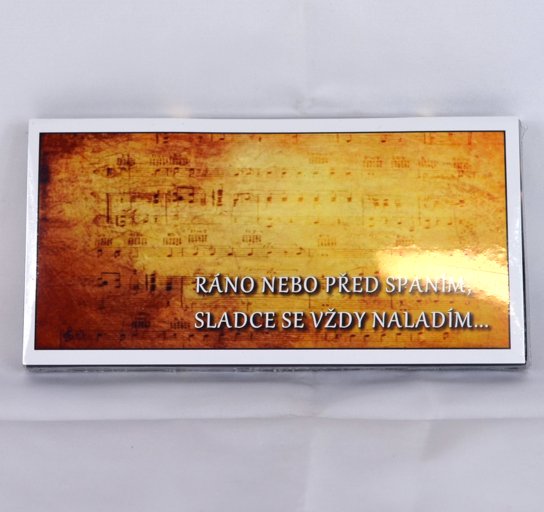 RÁNO NEBO PŘED SPANÍM,
SLADCE SE VŽDY NALADÍM...